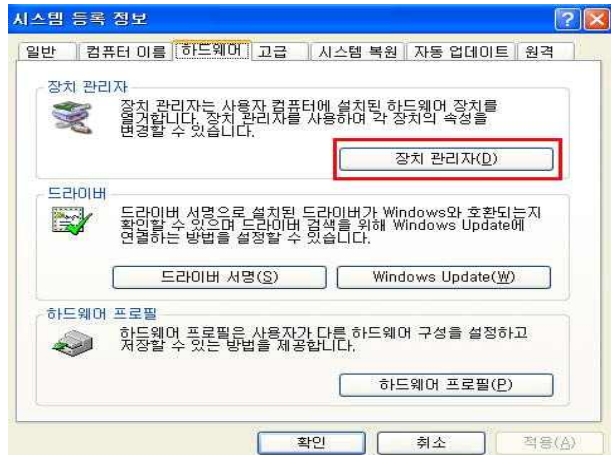 시스템 등록 정보
일반 컴퓨터 이름 하드웨어 고급 시스템 복원 자동 업데이트 원격
장치 관리자
장치 관리자는 사용자 컴퓨터에 설치된 하드웨어 장치를
열거합니다. 장치 관리자를 사용하여 각 장치의 속성을
변경할 수 있습니다.
장치 관리자(D)
드라이버
드라이버 서명으로 설치된 드라이버가 Windows와 호환되는지
확인할 수 있으며 드라이버 검색을 위해 Windows Update에
연결하는 방법을 설정할 수 있습니다.
드라이버 서명(S) Windows Update(W)
하드웨어 프로필
하드웨어 프로필은 사용자가 다른 하드웨어 구성을 설정하고
저장할 수 있는 방법을 제공합니다.
하드웨어 프로필(P)
확인 취소 적용(A)